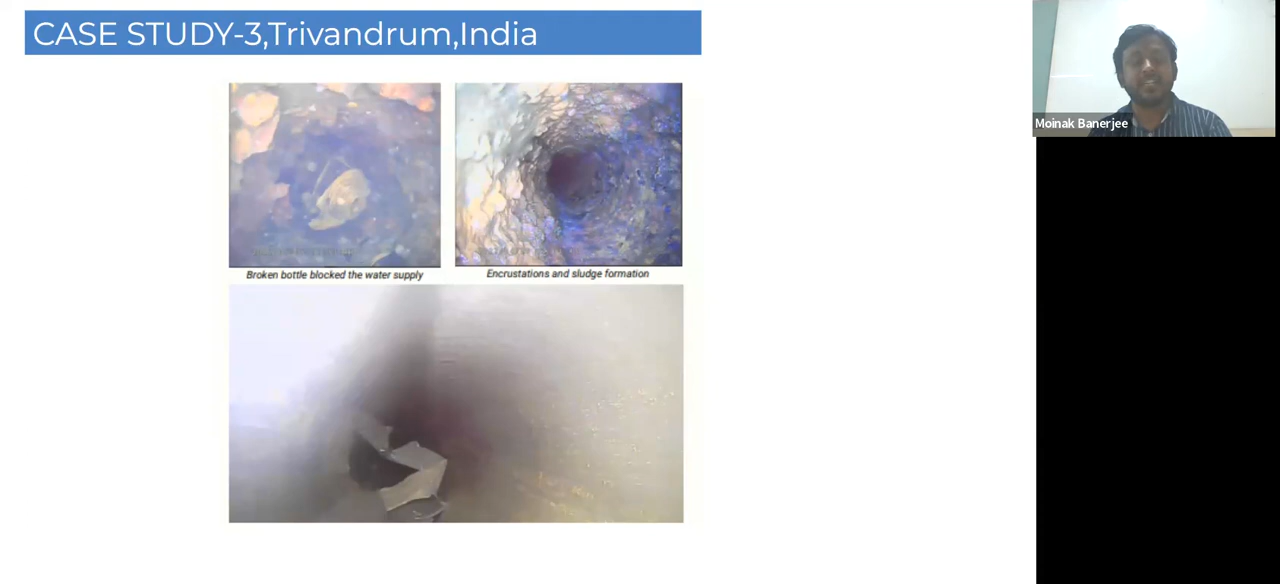 CASE STUDY-3,Trivandrum,India
Moinak Banerjee
Broken bottle blocked the water supply
Encrustations and sludge formation